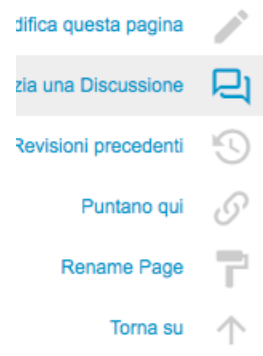 difica questa pagina
zia una Discussione
Revisioni precedenti
Puntano qui
Rename Page
Torna su